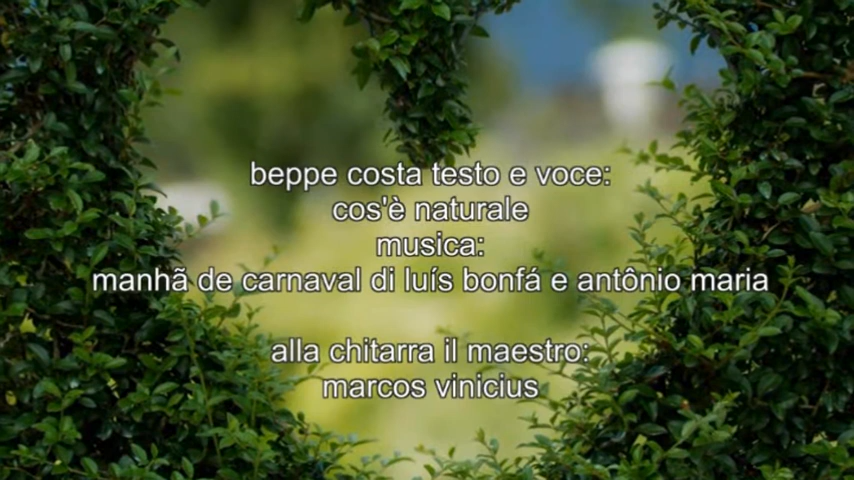 beppe costa testo e voce:
cos'è naturale
musica:
manhã de carnaval di luís bonfá e antônio maria
alla chitarra il maestro:
marcos vinicius